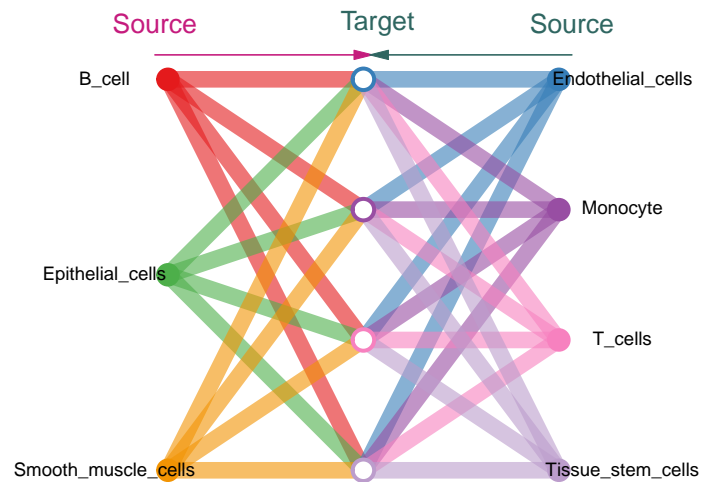 Source
Target
Source
B_cell
Endothelial_cells
Monocyte
Epithelial_cells
T_cells
Smooth_muscle_cells
Tissue_stem_cells